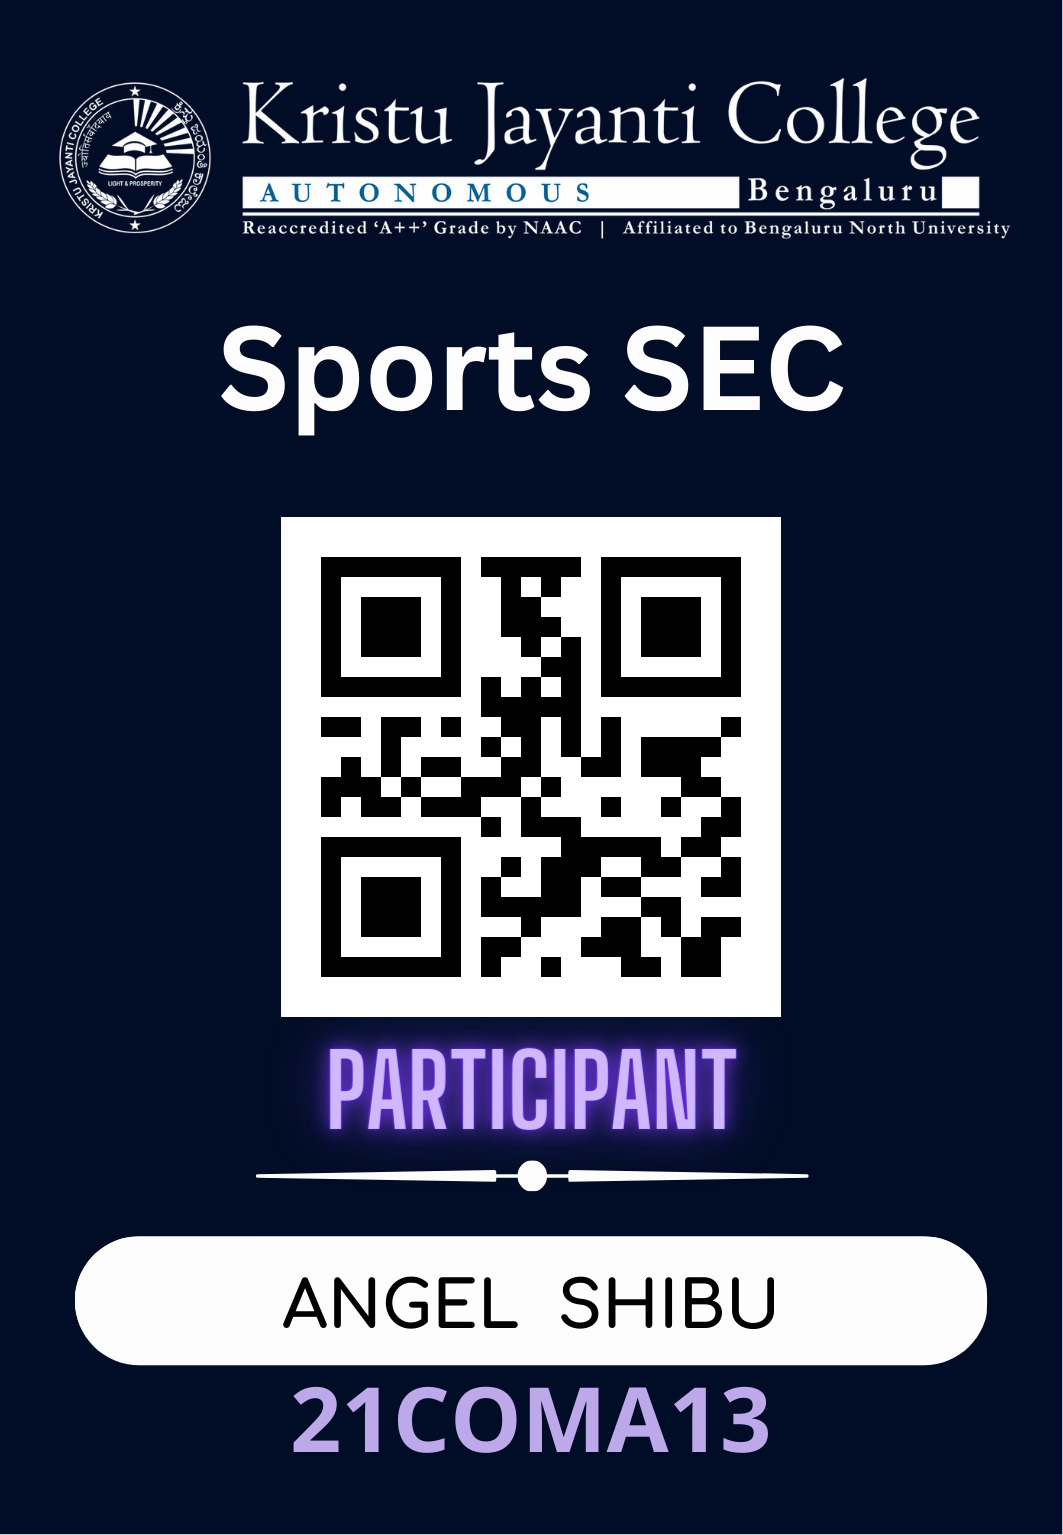 Kristu Jayanti College
AUTONOMOUS Bengaluru
Reaccredited ‘A++’ Grade by NAAC | Affiliated to Bengaluru North University
KRISTU JAYANTI COLLEGE
LIGHT & PROSPERITY
Sports SEC
PARTICIPANT
ANGEL SHIBU
21COMA13